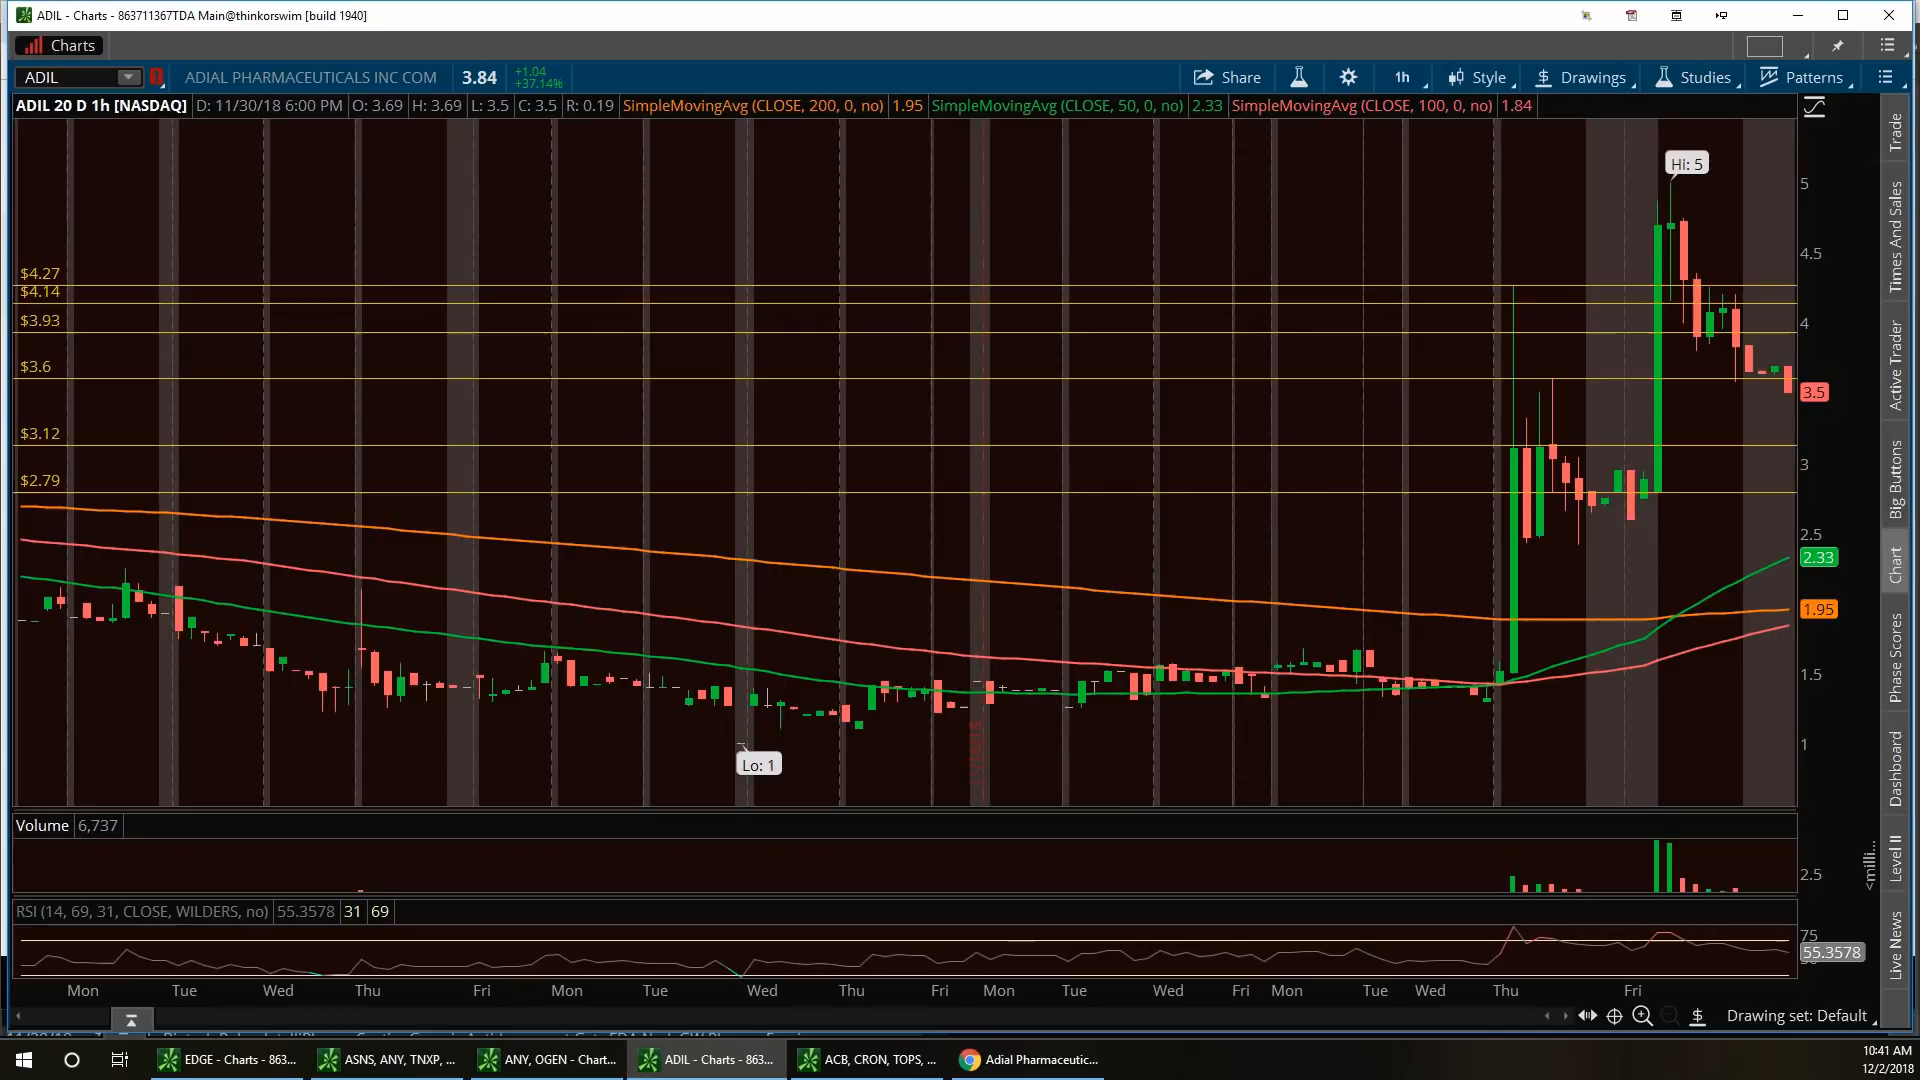 ADIL - Charts - 863711367TDA Main@thinkorswim [build 1940]
Charts
ADIL
1
ADIAL PHARMACEUTICALS INC COM
3.84
+1.04
+37.14%
Share
1h
Style
Drawings
Studies
Patterns
ADIL 20 D 1h [NASDAQ] D: 11/30/18 6:00 PM O: 3.69 H: 3.69 L: 3.5 C: 3.5 R: 0.19 SimpleMovingAvg (CLOSE, 200, 0, no) 1.95 SimpleMovingAvg (CLOSE, 50, 0, no) 2.33 SimpleMovingAvg (CLOSE, 100, 0, no) 1.84
Hi: 5
5
4.5
$4.27
$4.14
$3.93
4
$3.6
3.5
$3.12
3
$2.79
2.5
2.33
1.95
1.5
1
Lo: 1
Volume 6,737
2.5
<milli...
RSI (14, 69, 31, CLOSE, WILDERS, no) 55.3578 31 69
75
55.3578
Mon Tue Wed Thu Fri Mon Tue Wed Thu Fri Mon Tue Wed Fri Mon Tue Wed Thu Fri
Drawing set: Default
Trade
Times And Sales
Active Trader
Big Buttons
Chart
Phase Scores
Dashboard
Level II
Live News
EDGE - Charts - 863...
ASNS, ANY, TNXP, ...
ANY, OGEN - Chart...
ADIL - Charts - 863...
ACB, CRON, TOPS, ...
Adial Pharmaceutic...
10:41 AM
12/2/2018